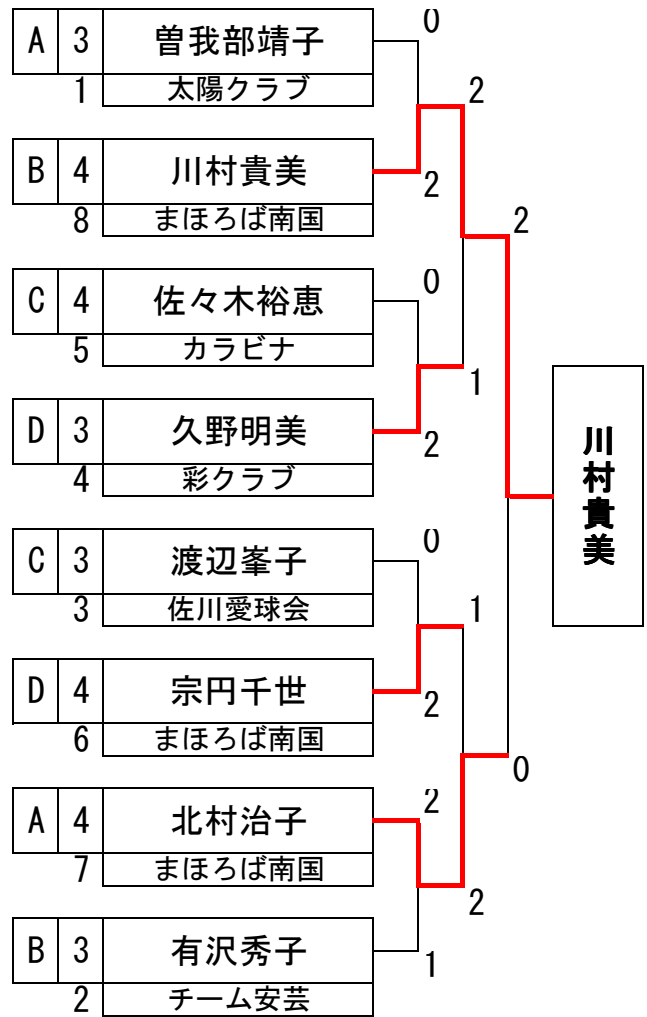 A 3 曽我部靖子 0
1 太陽クラブ 2
B 4 川村貴美 2
8 まほろば南国 2
C 4 佐々木裕恵 0
5 カラビナ 1
D 3 久野明美 2
4 彩クラブ
川村貴美
C 3 渡辺峯子 0
3 佐川愛球会 1
D 4 宗円千世 2
6 まほろば南国 0
A 4 北村治子 2
7 まほろば南国 2
B 3 有沢秀子 1
2 チーム安芸